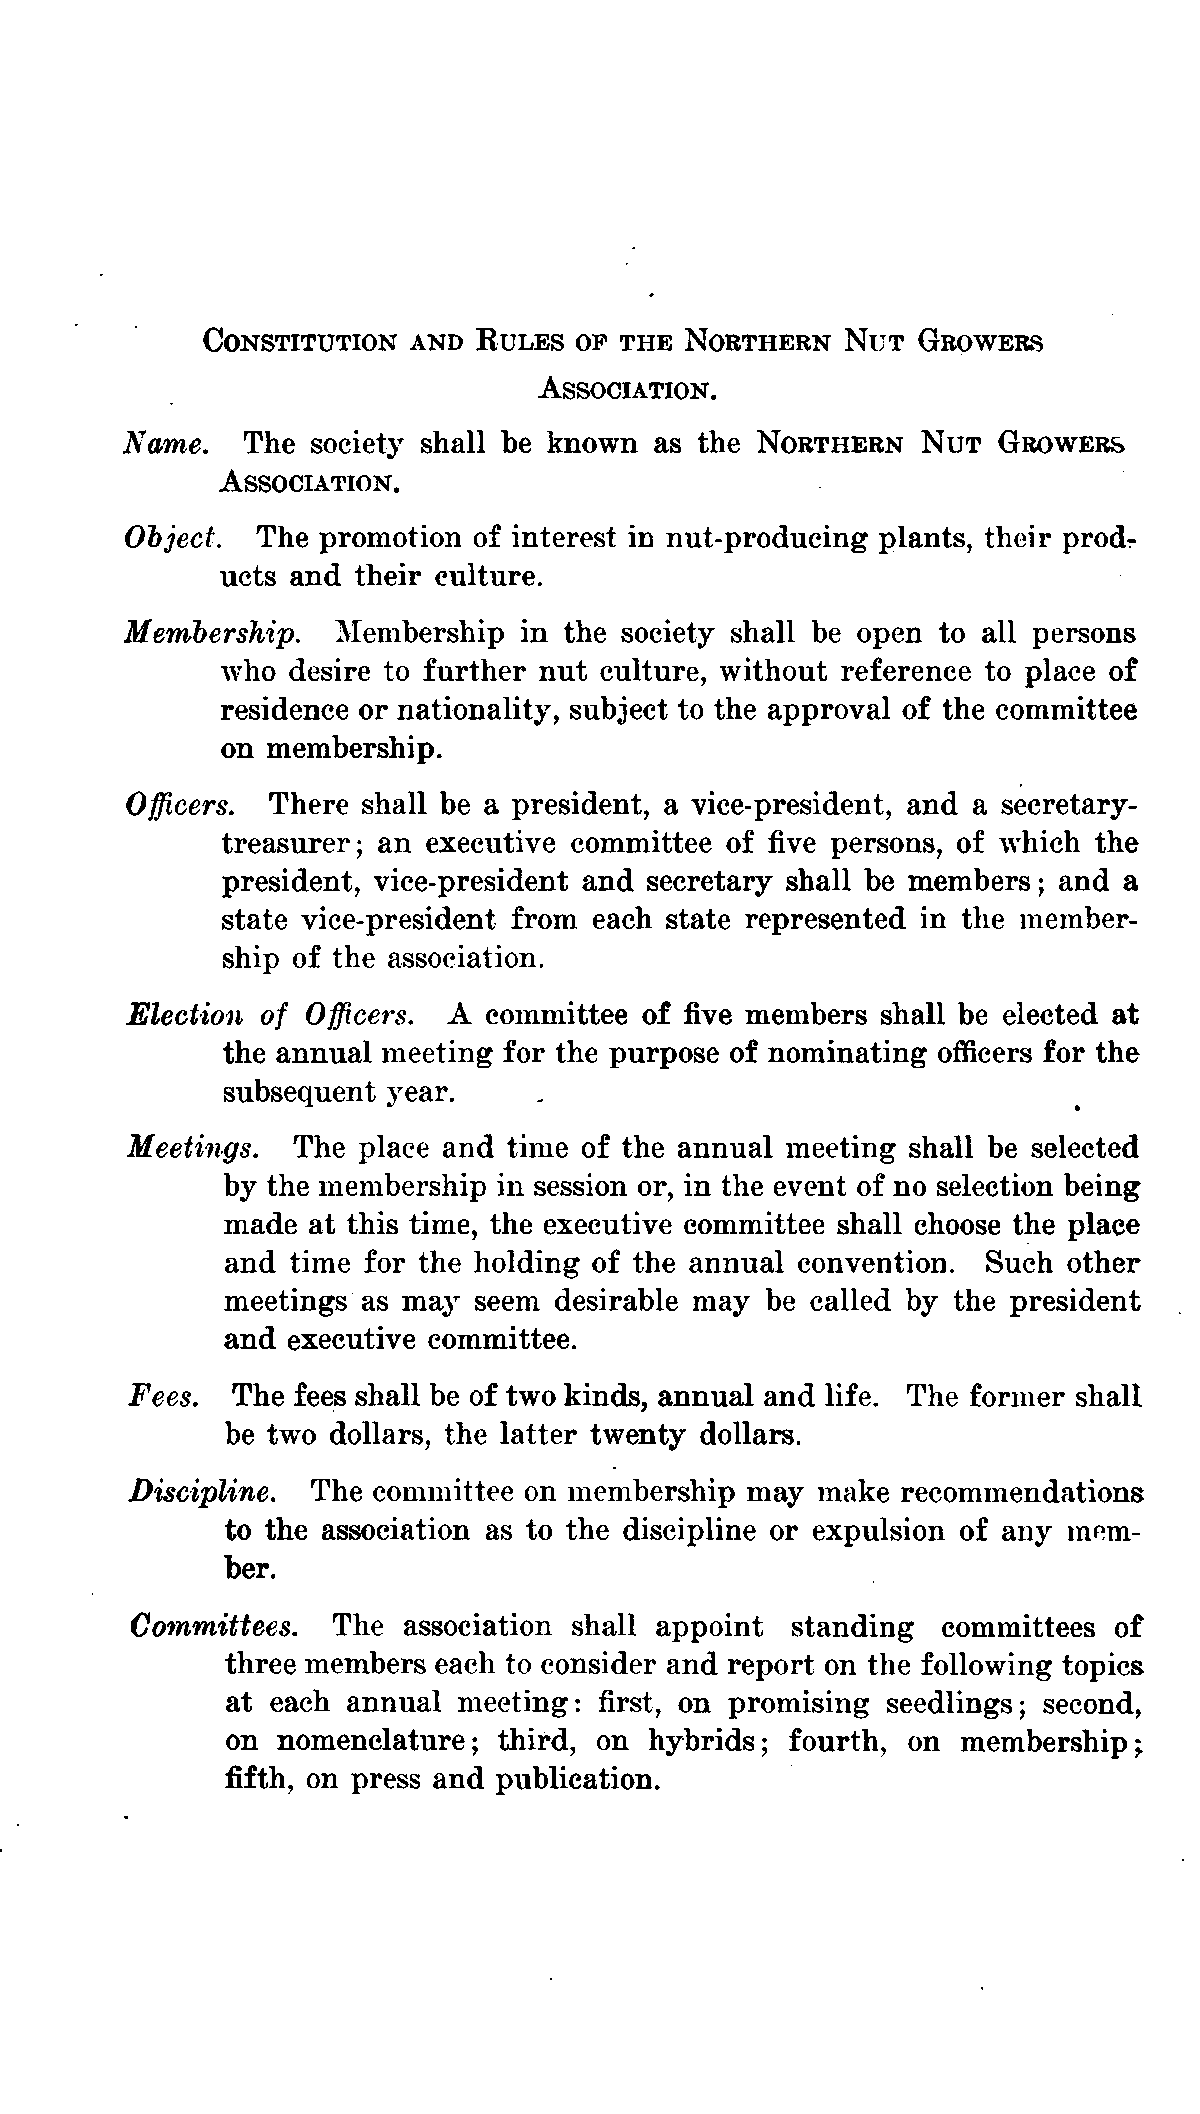 CONSTITUTION AND RULES OF THE NORTHERN NUT GROWERS
ASSOCIATION.
Name. The society shall be known as the NORTHERN NUT GROWERS
ASSOCIATION.
Object. The promotion of interest in nut-producing plants, their prod-
ucts and their culture.
Membership. Membership in the society shall be open to all persons
who desire to further nut culture, without reference to place of
residence or nationality, subject to the approval of the committee
on membership.
Officers. There shall be a president, a vice-president, and a secretary-
treasurer; an executive committee of five persons, of which the
president, vice-president and secretary shall be members; and a
state vice-president from each state represented in the member-
ship of the association.
Election of Officers. A committee of five members shall be elected at
the annual meeting for the purpose of nominating officers for the
subsequent year.
Meetings. The place and time of the annual meeting shall be selected
by the membership in session or, in the event of no selection being
made at this time, the executive committee shall choose the place
and time for the holding of the annual convention. Such other
meetings as may seem desirable may be called by the president
and executive committee.
Fees. The fees shall be of two kinds, annual and life. The former shall
be two dollars, the latter twenty dollars.
Discipline. The committee on membership may make recommendations
to the association as to the discipline or expulsion of any mem-
ber.
Committees. The association shall appoint standing committees of
three members each to consider and report on the following topics
at each annual meeting: first, on promising seedlings; second,
on nomenclature; third, on hybrids; fourth, on membership;
fifth, on press and publication.